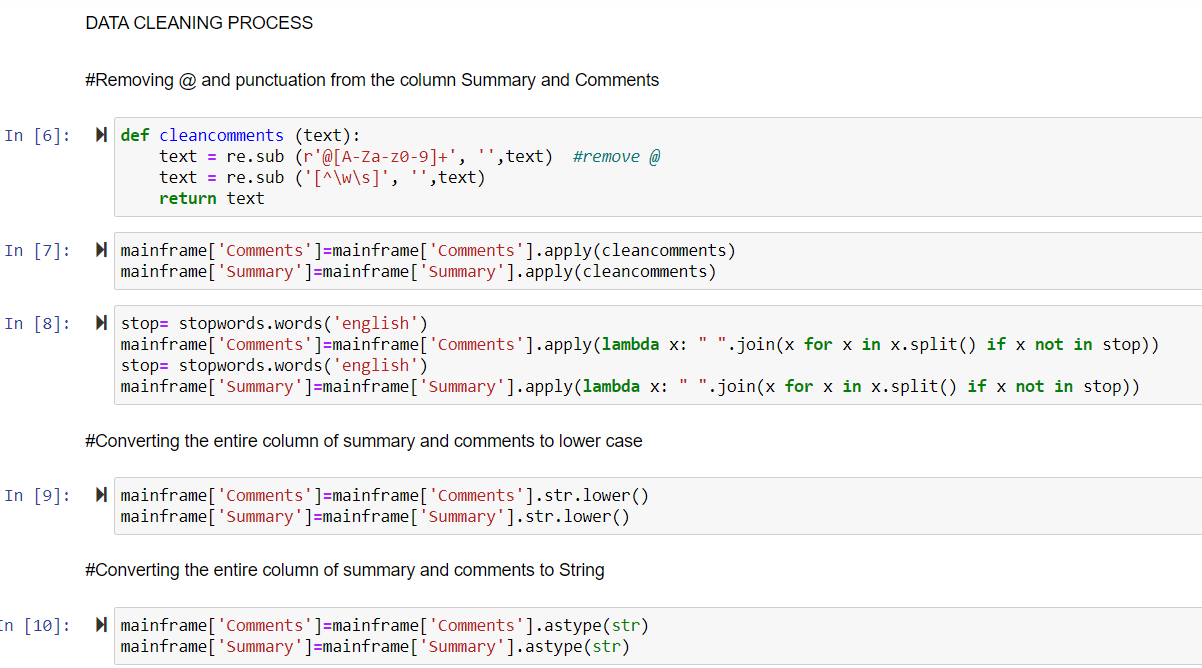 DATA CLEANING PROCESS
#Removing @ and punctuation from the column Summary and Comments
In [6]: def cleancomments (text):
text = re.sub (r'@[A-Za-z0-9]+', '',text) #remove @
text = re.sub ('[^\w\s]', '',text)
return text
In [7]: mainframe['Comments']=mainframe['Comments'].apply(cleancomments)
mainframe['Summary']=mainframe['Summary'].apply(cleancomments)
In [8]: stop= stopwords.words('english')
mainframe['Comments']=mainframe['Comments'].apply(lambda x: " ".join(x for x in x.split() if x not in stop))
stop= stopwords.words('english')
mainframe['Summary']=mainframe['Summary'].apply(lambda x: " ".join(x for x in x.split() if x not in stop))
#Converting the entire column of summary and comments to lower case
In [9]: mainframe['Comments']=mainframe['Comments'].str.lower()
mainframe['Summary']=mainframe['Summary'].str.lower()
#Converting the entire column of summary and comments to String
In [10]: mainframe['Comments']=mainframe['Comments'].astype(str)
mainframe['Summary']=mainframe['Summary'].astype(str)